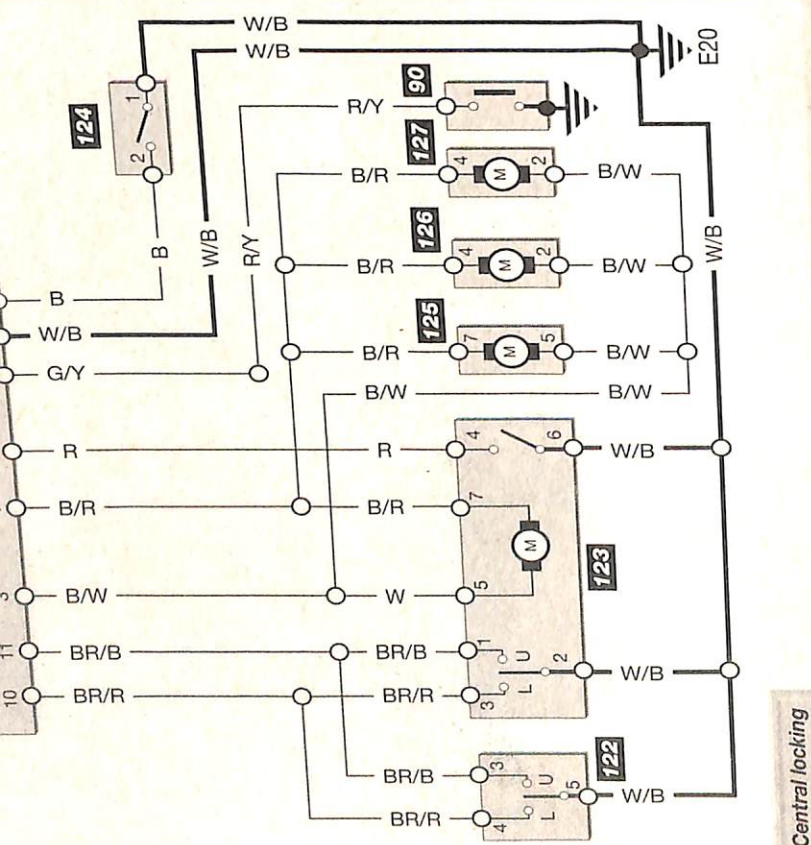 W/B
W/B
E20
124
1
2
90
R/Y
127
B/R
4
M
2
B/W
126
B/R
4
M
2
B/W
125
B/R
7
M
5
B/W
B
W/B
R/Y
W/B
B
W/B
G/Y
B/W
B/W
R
R
4
6
W/B
B/R
B/R
7
M
123
3
B/W
W
5
11
BR/B
BR/B
1
U
2
W/B
10
BR/R
BR/R
3
L
122
BR/B
3
U
5
W/B
BR/R
4
L
Central locking